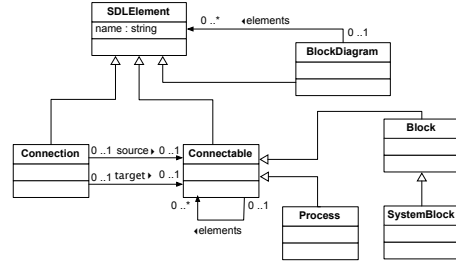 SDLElement
name : string
0 ..* ◂elements
0 ..1
BlockDiagram
Connection
0 ..1 source▸ 0 ..1
Connectable
0 ..1 target▸ 0 ..1
Block
0 ..* 0 ..1
◂elements
Process
SystemBlock